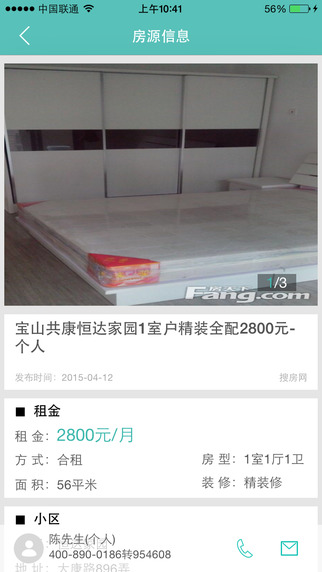 中国联通
上午10:41
56%
房源信息
房天下
1/3
Fang.com
宝山共康恒达家园1室户精装全配2800元-
个人
发布时间：2015-04-12
搜房网
■ 租金
租 金：2800元/月
方 式：合租
房 型：1室1厅1卫
面 积：56平米
装 修：精装修
■ 小区
陈先生(个人)
400-890-0186转954608
地 址：大康路896弄